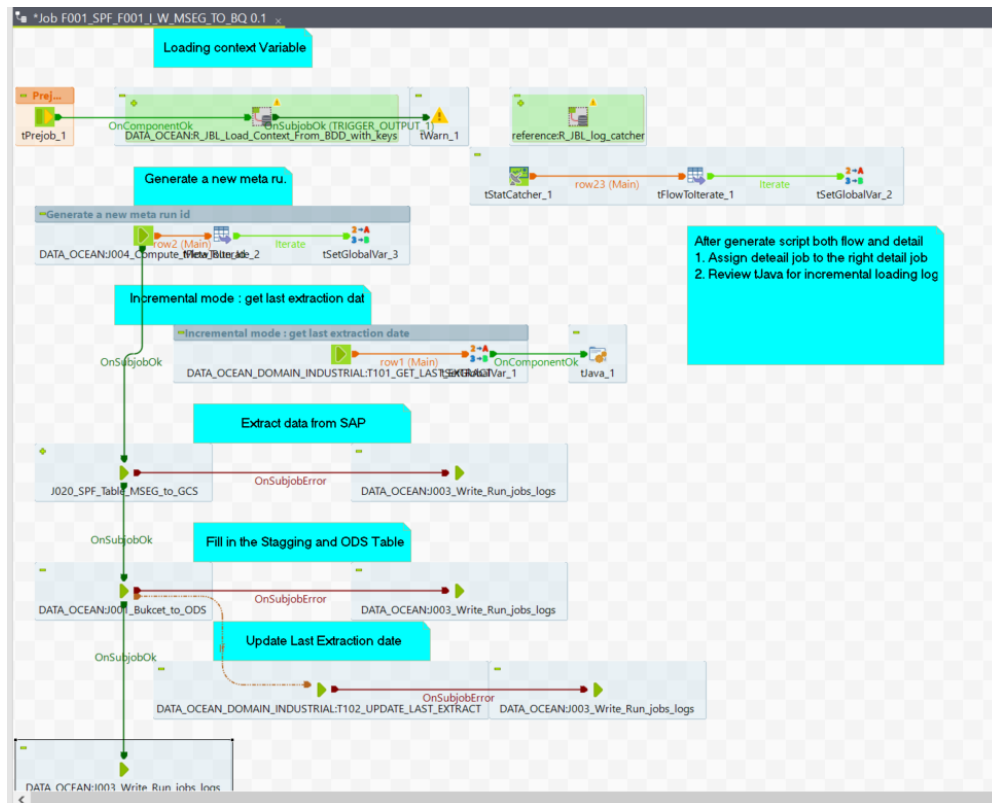 *Job F001_SPF_F001_I_W_MSEG_TO_BQ 0.1
Loading context Variable
Prej...
tPrejob_1
OnComponentOk
DATA_OCEAN:R_JBL_Load_Context_From_BDD_with_keys
OnSubjobOk (TRIGGER_OUTPUT_1)
tWarn_1
reference:R_JBL_log_catcher
tStatCatcher_1
row23 (Main)
tFlowToIterate_1
Iterate
tSetGlobalVar_2
Generate a new meta ru.
Generate a new meta run id
row2 (Main)
Iterate
tSetGlobalVar_3
After generate script both flow and detail
1. Assign deteail job to the right detail job
2. Review tJava for incremental loading log
Incremental mode : get last extraction dat
Incremental mode : get last extraction date
OnSubjobOk
row1 (Main)
OnComponentOk
tJava_1
Extract data from SAP
J020_SPF_Table_MSEG_to_GCS
OnSubjobError
DATA_OCEAN:J003_Write_Run_jobs_logs
OnSubjobOk
Fill in the Stagging and ODS Table
DATA_OCEAN:J001_Bukcet_to_ODS
OnSubjobError
DATA_OCEAN:J003_Write_Run_jobs_logs
Update Last Extraction date
OnSubjobOk
DATA_OCEAN_DOMAIN_INDUSTRIAL:T102_UPDATE_LAST_EXTRACT
OnSubjobError
DATA_OCEAN:J003_Write_Run_jobs_logs
DATA_OCEAN:J003_Write_Run_jobs_logs